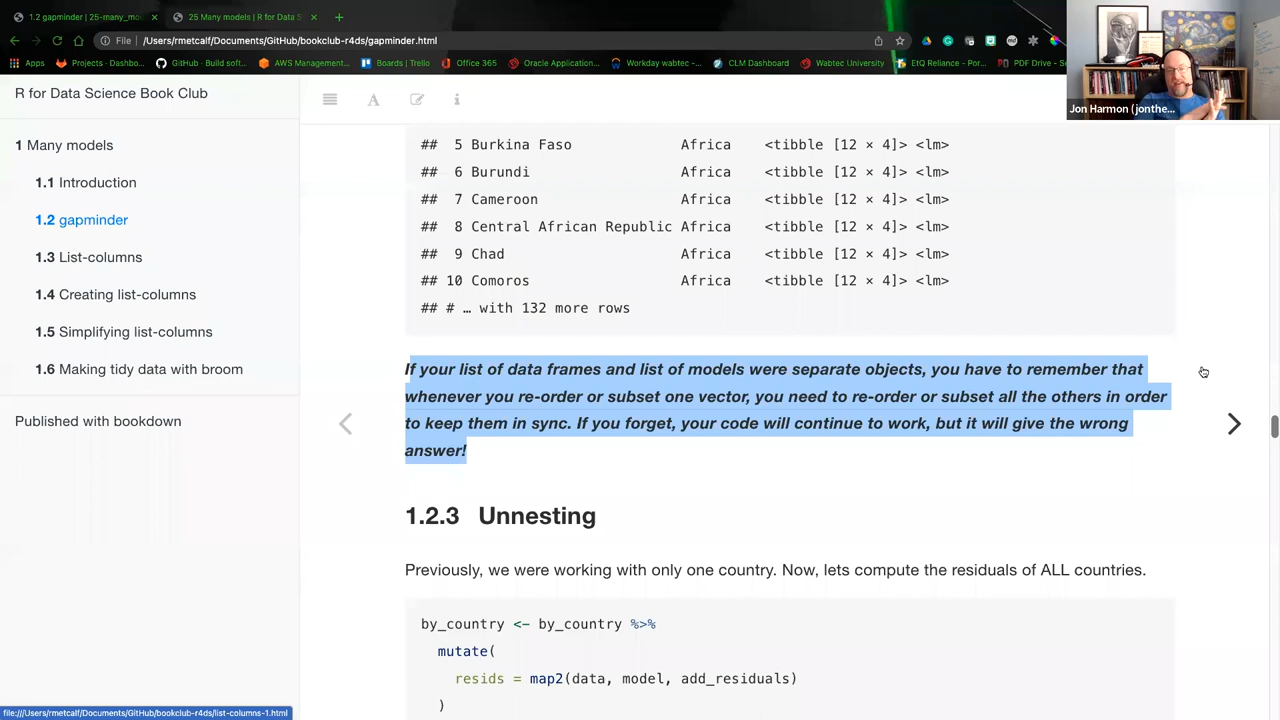 1.2 gapminder | 25-many_mo
25 Many models | R for Data S
File | /Users/rmetcalf/Documents/GitHub/bookclub-r4ds/gapminder.html
Apps Projects - Dashbo... GitHub · Build soft... AWS Management... Boards | Trello Office 365 Oracle Application... Workday wabtec -... CLM Dashboard Wabtec University EtQ Reliance - Por... PDF Drive - S
Jon Harmon (jonthe...
R for Data Science Book Club
1 Many models
1.1 Introduction
1.2 gapminder
1.3 List-columns
1.4 Creating list-columns
1.5 Simplifying list-columns
1.6 Making tidy data with broom
Published with bookdown
## 5 Burkina Faso Africa <tibble [12 × 4]> <lm>
## 6 Burundi Africa <tibble [12 × 4]> <lm>
## 7 Cameroon Africa <tibble [12 × 4]> <lm>
## 8 Central African Republic Africa <tibble [12 × 4]> <lm>
## 9 Chad Africa <tibble [12 × 4]> <lm>
## 10 Comoros Africa <tibble [12 × 4]> <lm>
## # … with 132 more rows
If your list of data frames and list of models were separate objects, you have to remember that
whenever you re-order or subset one vector, you need to re-order or subset all the others in order
to keep them in sync. If you forget, your code will continue to work, but it will give the wrong
answer!
1.2.3 Unnesting
Previously, we were working with only one country. Now, lets compute the residuals of ALL countries.
by_country <- by_country %>%
mutate(
resids = map2(data, model, add_residuals)
)
file:///Users/rmetcalf/Documents/GitHub/bookclub-r4ds/list-columns-1.html